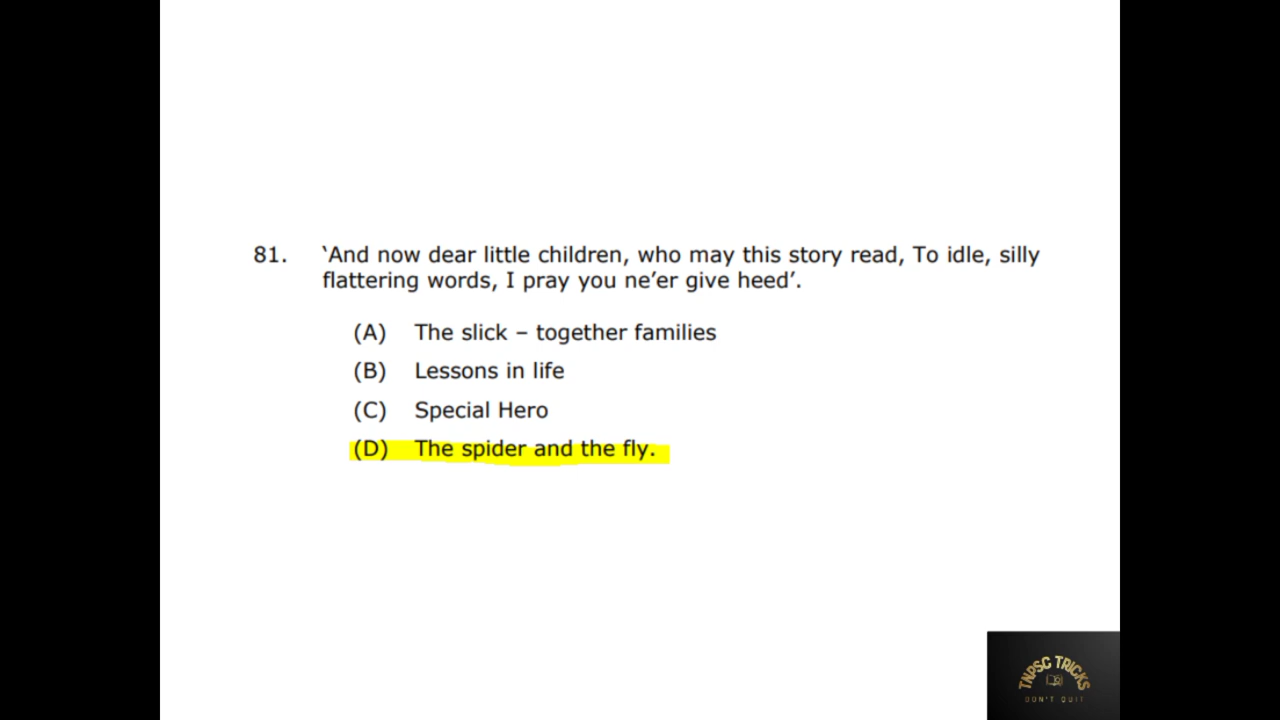 81. ‘And now dear little children, who may this story read, To idle, silly
flattering words, I pray you ne’er give heed’.
(A) The slick – together families
(B) Lessons in life
(C) Special Hero
(D) The spider and the fly.
TNPSC TRICKS
DON'T QUIT